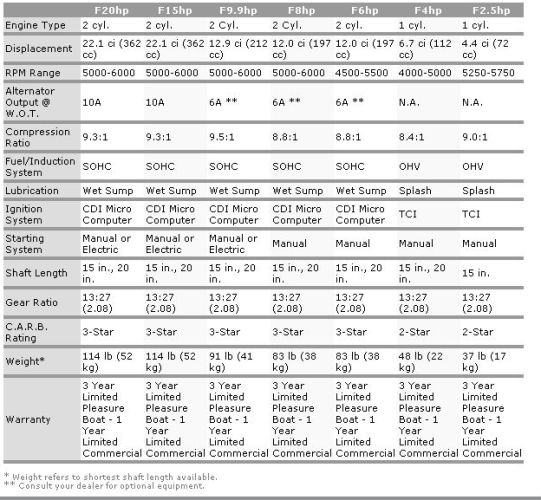 F20hp F15hp F9.9hp F8hp F6hp F4hp F2.5hp
Engine Type 2 cyl. 2 cyl. 2 Cyl. 2 cyl. 2 cyl. 1 cyl. 1 cyl.
Displacement 22.1 ci (362 cc) 22.1 ci (362 cc) 12.9 ci (212 cc) 12.0 ci (197 cc) 12.0 ci (197 cc) 6.7 ci (112 cc) 4.4 ci (72 cc)
RPM Range 5000-6000 5000-6000 5000-6000 5000-6000 4500-5500 4000-5000 5250-5750
Alternator Output @ W.O.T. 10A 10A 6A ** 6A ** 6A ** N.A. N.A.
Compression Ratio 9.3:1 9.3:1 9.5:1 8.8:1 8.8:1 8.4:1 9.0:1
Fuel/Induction System SOHC SOHC SOHC SOHC SOHC OHV OHV
Lubrication Wet Sump Wet Sump Wet Sump Wet Sump Wet Sump Splash Splash
Ignition System CDI Micro Computer CDI Micro Computer CDI Micro Computer CDI Micro Computer CDI Micro Computer TCI TCI
Starting System Manual or Electric Manual or Electric Manual or Electric Manual Manual Manual Manual
Shaft Length 15 in., 20 in. 15 in., 20 in. 15 in., 20 in. 15 in., 20 in. 15 in., 20 in. 15 in., 20 in. 15 in.
Gear Ratio 13:27 (2.08) 13:27 (2.08) 13:27 (2.08) 13:27 (2.08) 13:27 (2.08) 13:27 (2.08) 13:27 (2.08)
C.A.R.B. Rating 3-Star 3-Star 3-Star 3-Star 3-Star 2-Star 2-Star
Weight* 114 lb (52 kg) 114 lb (52 kg) 91 lb (41 kg) 83 lb (38 kg) 83 lb (38 kg) 48 lb (22 kg) 37 lb (17 kg)
Warranty 3 Year Limited Pleasure Boat - 1 Year Limited Commercial 3 Year Limited Pleasure Boat - 1 Year Limited Commercial 3 Year Limited Pleasure Boat - 1 Year Limited Commercial 3 Year Limited Pleasure Boat - 1 Year Limited Commercial 3 Year Limited Pleasure Boat - 1 Year Limited Commercial 3 Year Limited Pleasure Boat - 1 Year Limited Commercial 3 Year Limited Pleasure Boat - 1 Year Limited Commercial
* Weight refers to shortest shaft length available.
** Consult your dealer for optional equipment.